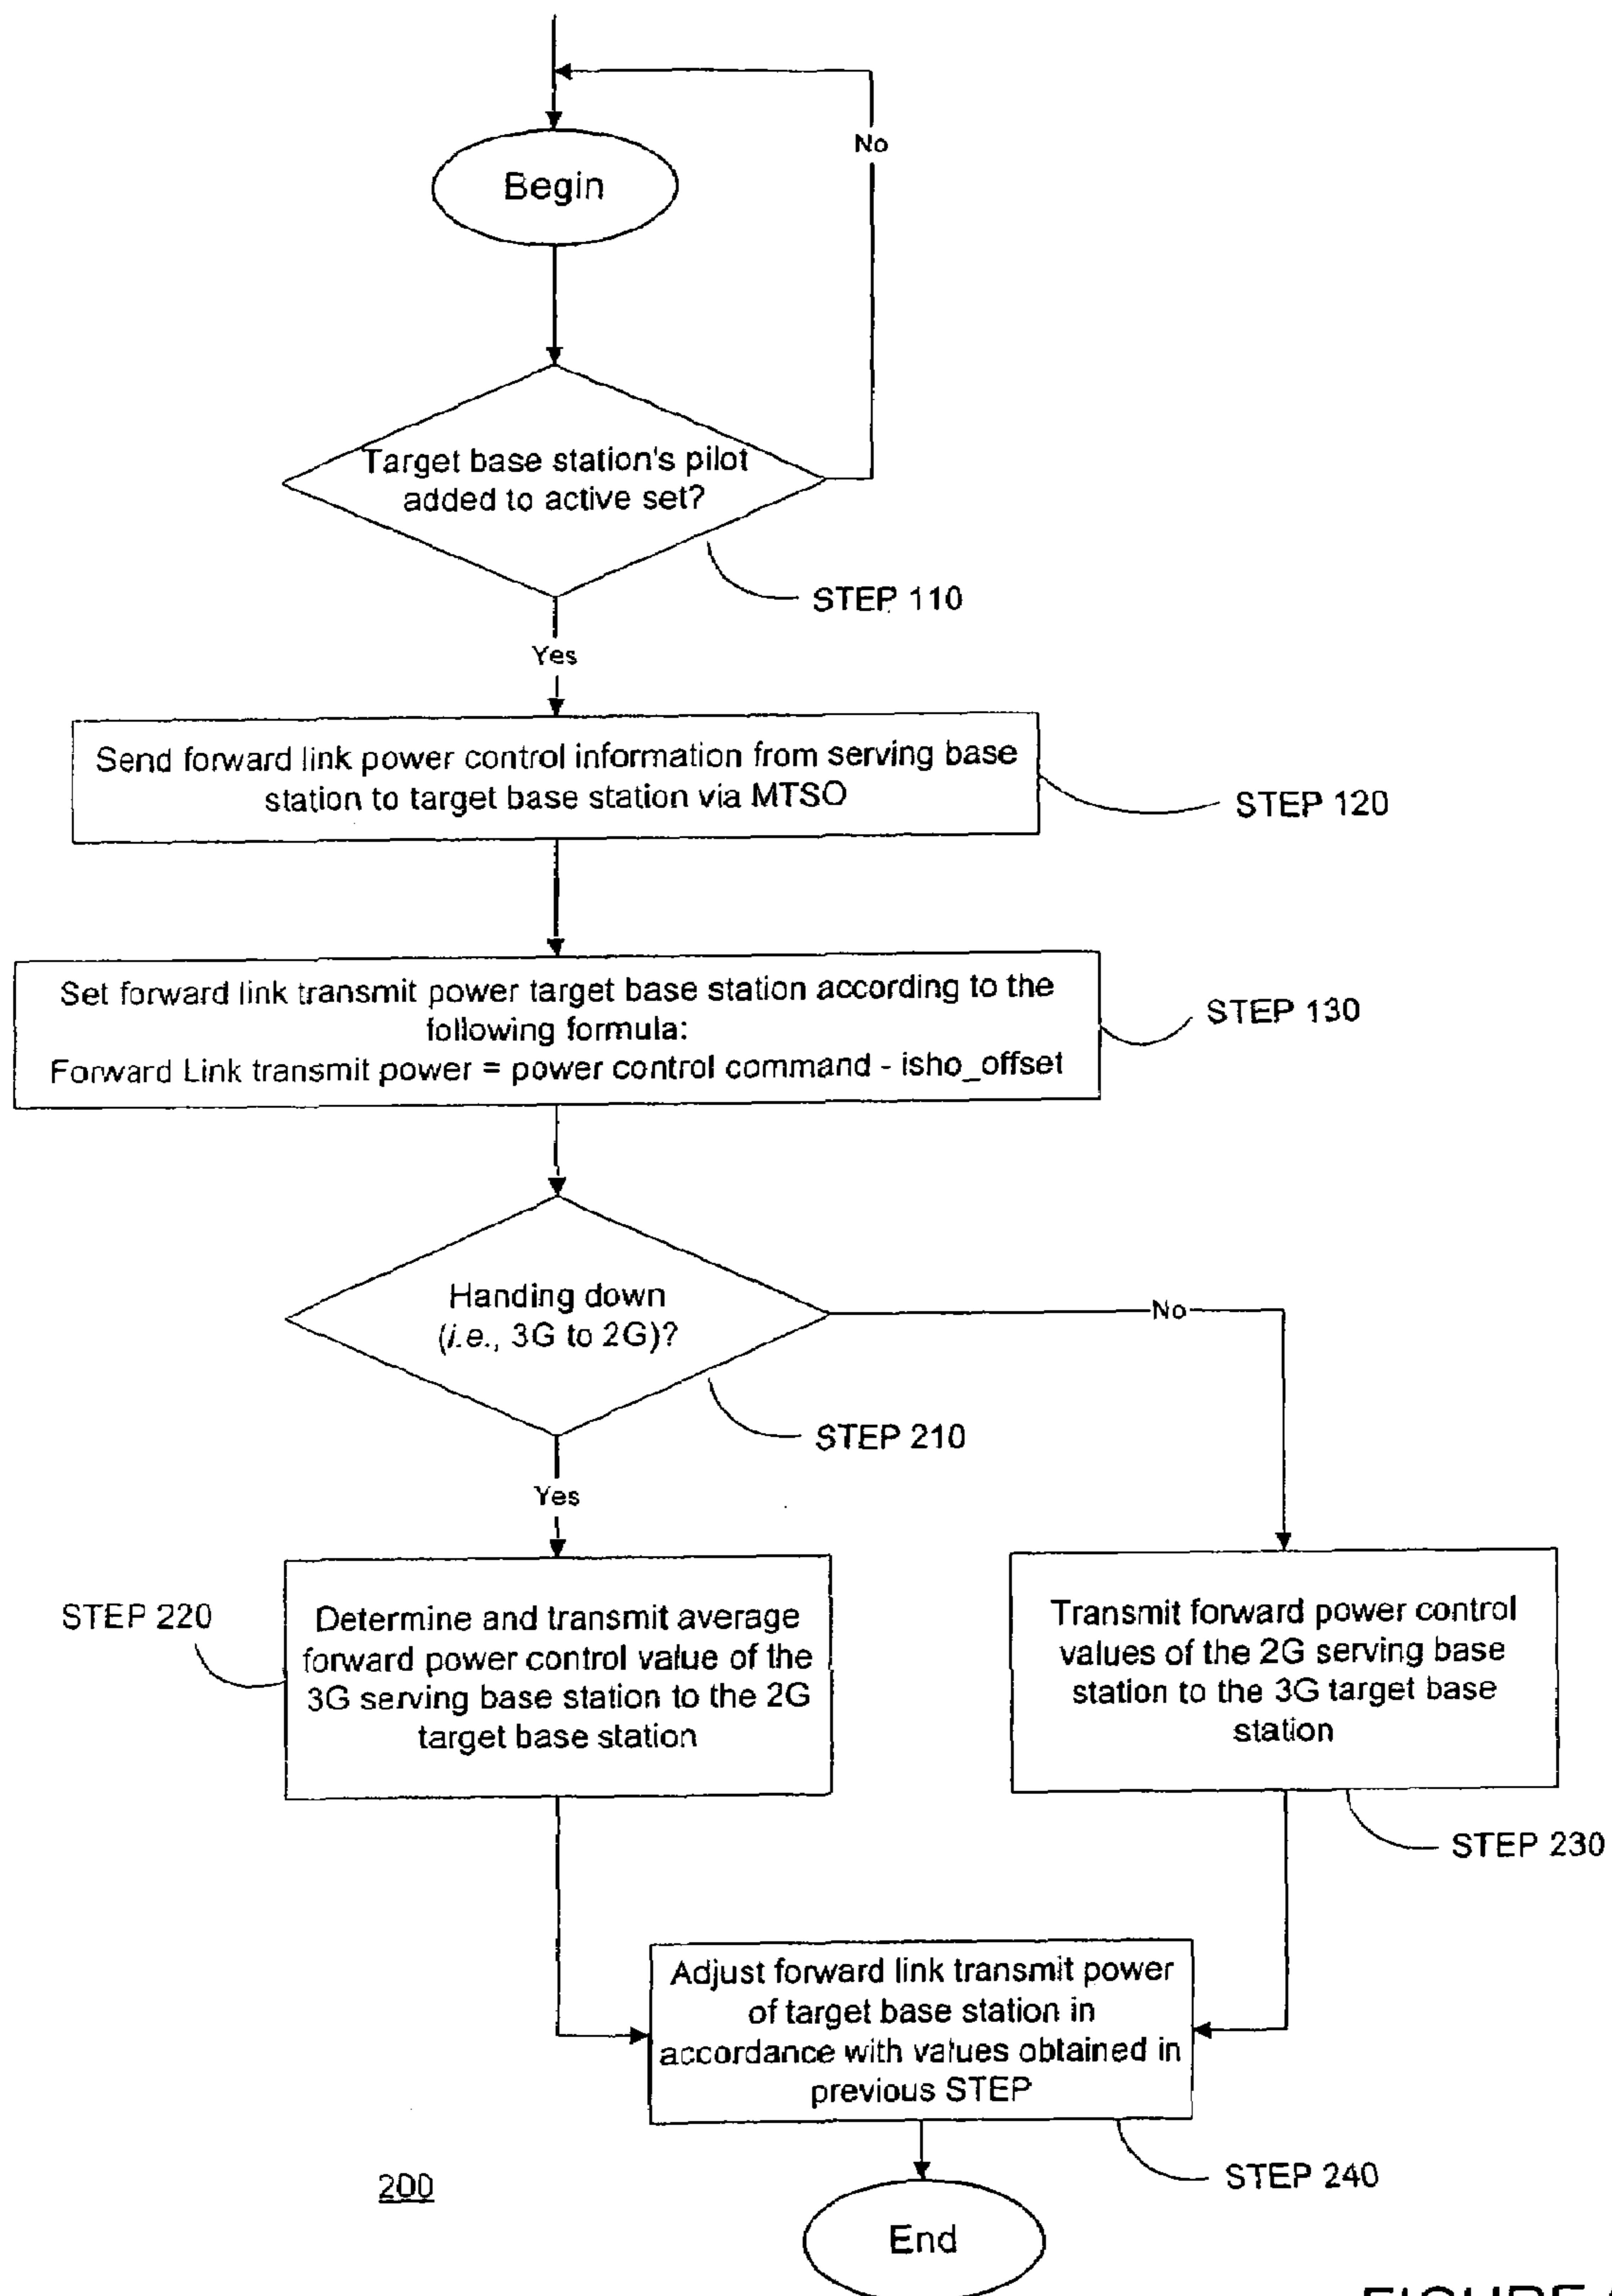 No
Begin
Target base station's pilot
added to active set?
STEP 110
Yes
Send forward link power control information from serving base
station to target base station via MTSO
STEP 120
Set forward link transmit power target base station according to the
following formula:
Forward Link transmit power = power control command - isho_offset
STEP 130
Handing down
(i.e., 3G to 2G)?
No
STEP 210
Yes
STEP 220
Determine and transmit average
forward power control value of the
3G serving base station to the 2G
target base station
Transmit forward power control
values of the 2G serving base
station to the 3G target base
station
STEP 230
Adjust forward link transmit power
of target base station in
accordance with values obtained in
previous STEP
STEP 240
200
End
FIGURE